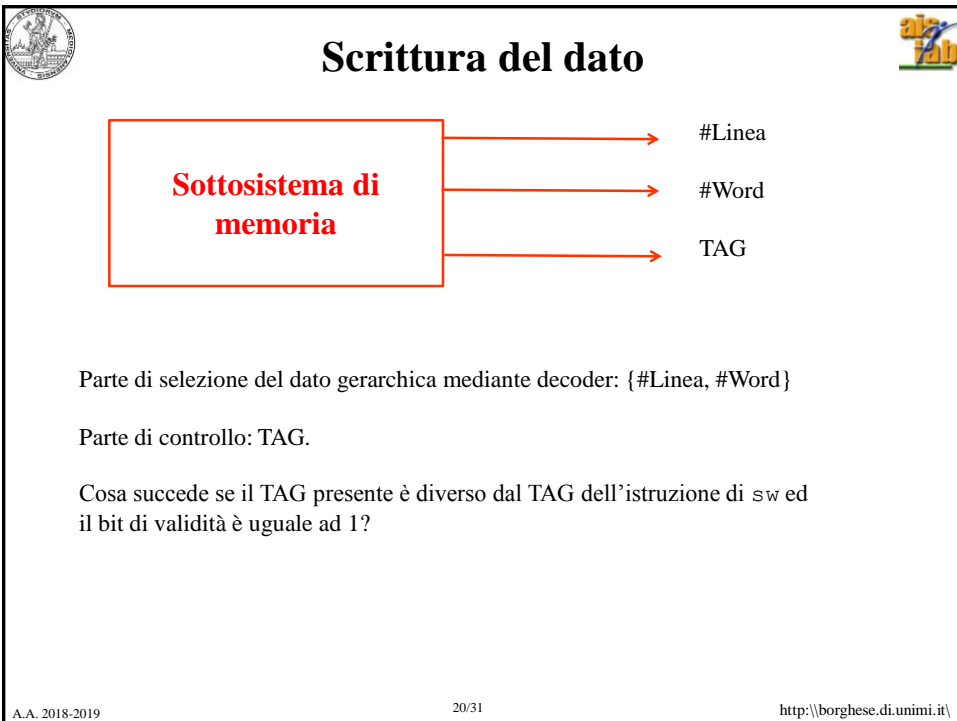 Scrittura del dato
ais
lab
Sottosistema di
memoria
#Linea
#Word
TAG
Parte di selezione del dato gerarchica mediante decoder: {#Linea, #Word}
Parte di controllo: TAG.
Cosa succede se il TAG presente è diverso dal TAG dell'istruzione di sw ed
il bit di validità è uguale ad 1?
A.A. 2018-2019
20/31
http:\\borghese.di.unimi.it\